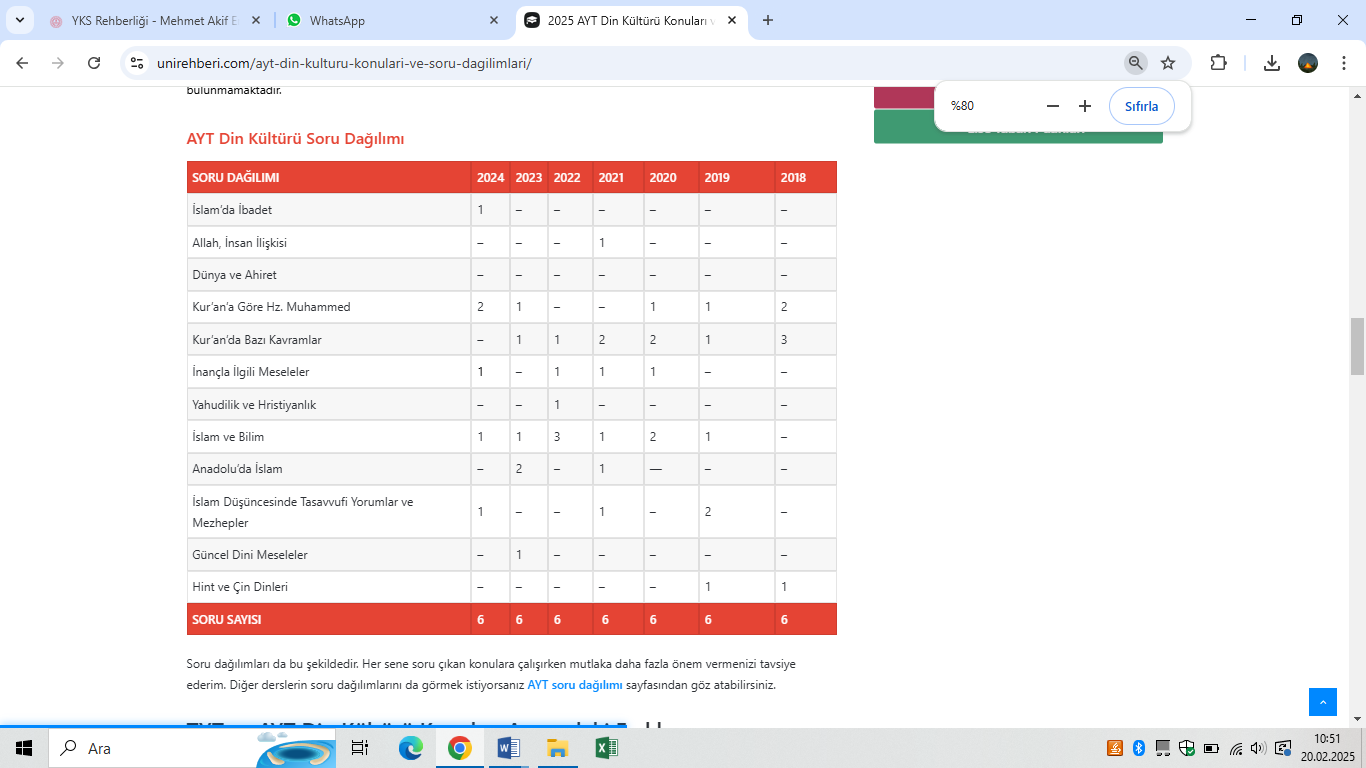 YKS Rehberliği - Mehmet Akif E
WhatsApp
2025 AYT Din Kültürü Konuları v
unirehberi.com/ayt-din-kulturu-konulari-ve-soru-dagilimlari/
bulunmamaktadır.
%80
Sıfırla
AYT Din Kültürü Soru Dağılımı
SORU DAĞILIMI 2024 2023 2022 2021 2020 2019 2018
İslam’da İbadet 1 – – – – – –
Allah, İnsan İlişkisi – – – 1 – – –
Dünya ve Ahiret – – – – – – –
Kur’an’a Göre Hz. Muhammed 2 1 – – 1 1 2
Kur’an’da Bazı Kavramlar – 1 1 2 2 1 3
İnançla İlgili Meseleler 1 – 1 1 1 – –
Yahudilik ve Hristiyanlık – – 1 – – – –
İslam ve Bilim 1 1 3 1 2 1 –
Anadolu’da İslam – 2 – 1 — – –
İslam Düşüncesinde Tasavvufi Yorumlar ve
Mezhepler 1 – – 1 – 2 –
Güncel Dini Meseleler – 1 – – – – –
Hint ve Çin Dinleri – – – – – 1 1
SORU SAYISI 6 6 6 6 6 6 6
Soru dağılımları da bu şekildedir. Her sene soru çıkan konulara çalışırken mutlaka daha fazla önem vermenizi tavsiye
ederim. Diğer derslerin soru dağılımlarını da görmek istiyorsanız AYT soru dağılımı sayfasından göz atabilirsiniz.
Ara
10:51
20.02.2025